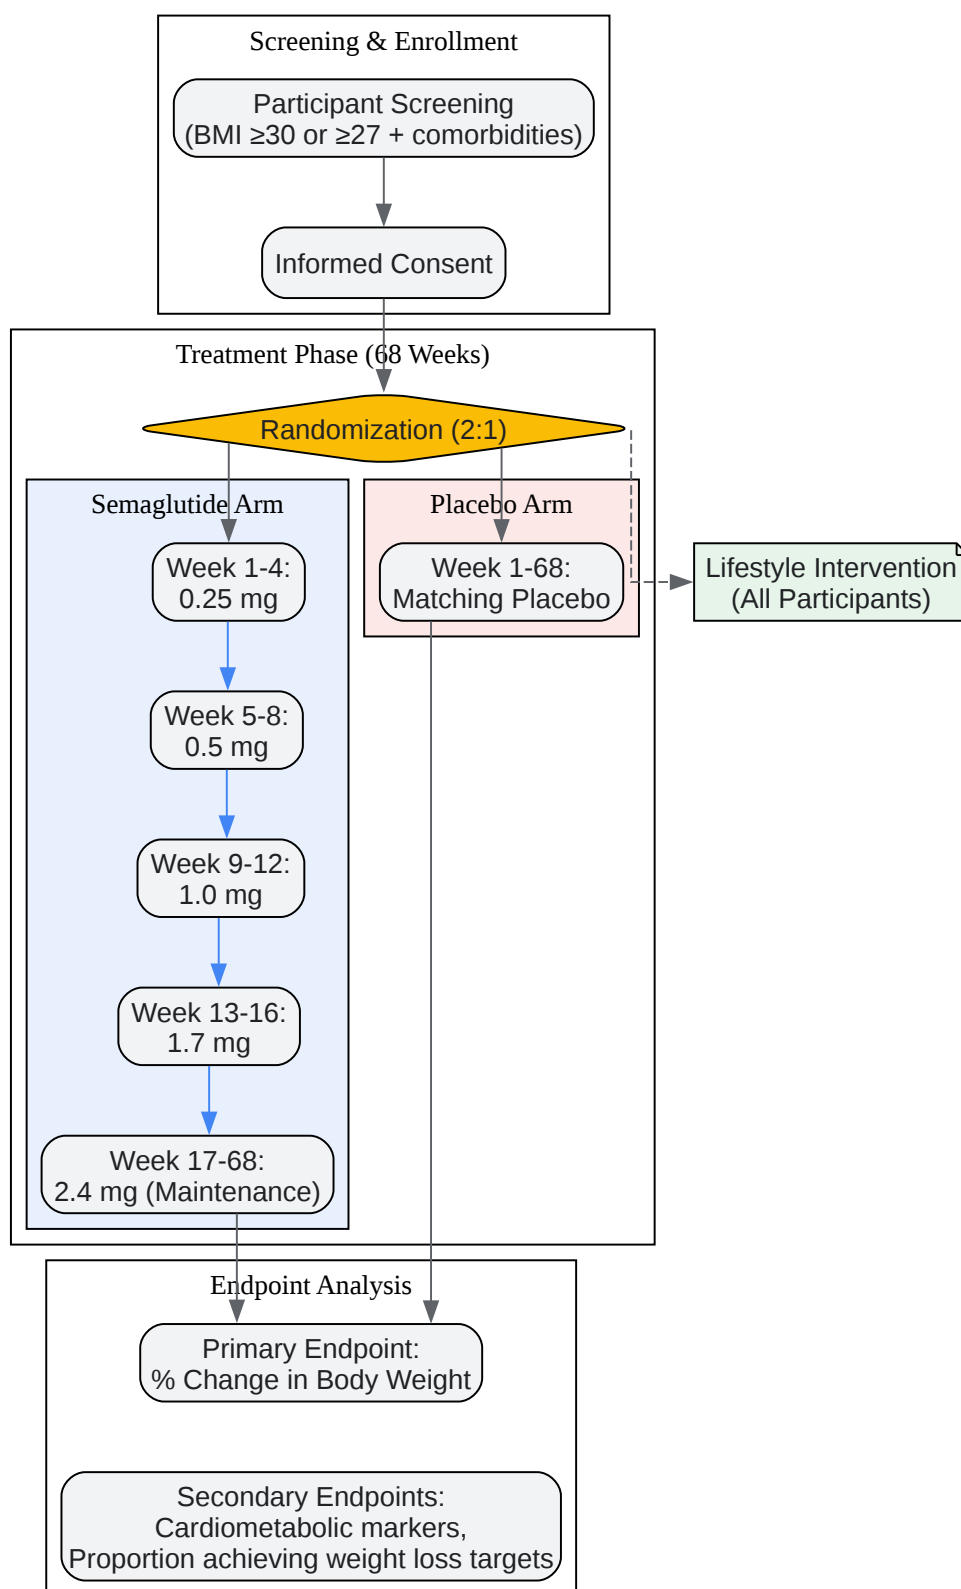 Screening & Enrollment
Participant Screening
(BMI ≥30 or ≥27 + comorbidities)
Informed Consent
Treatment Phase (68 Weeks)
Randomization (2:1)
Semaglutide Arm
Placebo Arm
Week 1-4:
0.25 mg
Week 1-68:
Matching Placebo
Lifestyle Intervention
(All Participants)
Week 5-8:
0.5 mg
Week 9-12:
1.0 mg
Week 13-16:
1.7 mg
Week 17-68:
2.4 mg (Maintenance)
Endpoint Analysis
Primary Endpoint:
% Change in Body Weight
Secondary Endpoints:
Cardiometabolic markers,
Proportion achieving weight loss targets